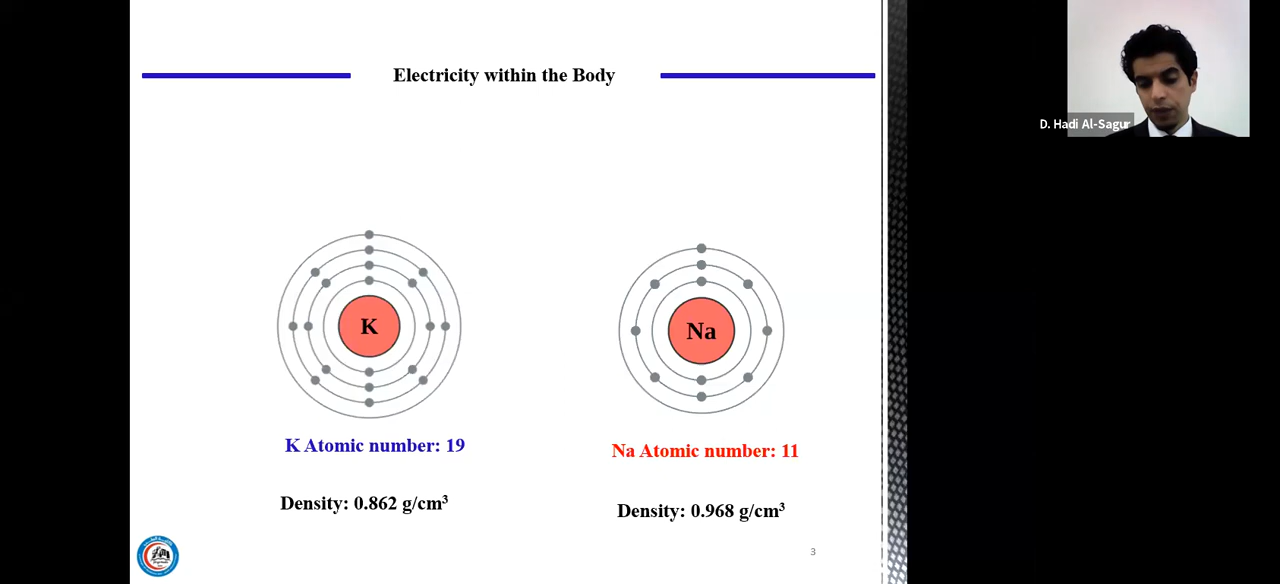 Electricity within the Body
D. Hadi Al-Sagur
K
Na
K Atomic number: 19
Na Atomic number: 11
Density: 0.862 g/cm³
Density: 0.968 g/cm³
3